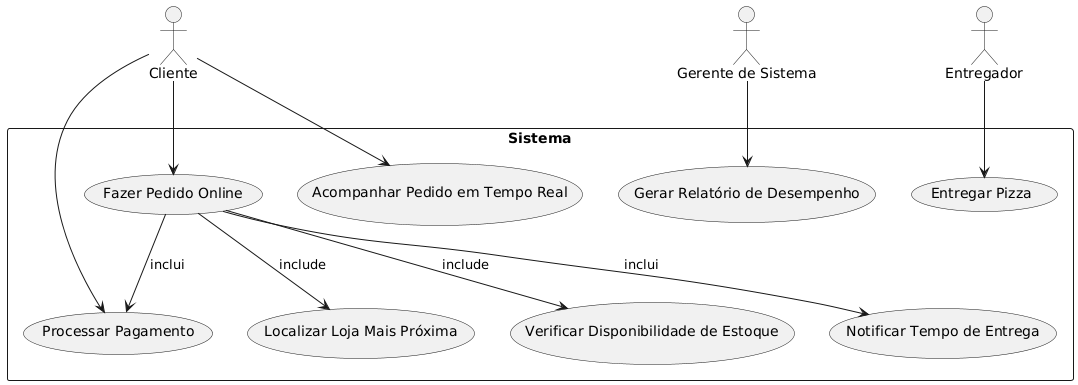 Cliente
Gerente de Sistema
Entregador
Sistema
Fazer Pedido Online
Acompanhar Pedido em Tempo Real
Gerar Relatório de Desempenho
Entregar Pizza
inclui
include
include
inclui
Processar Pagamento
Localizar Loja Mais Próxima
Verificar Disponibilidade de Estoque
Notificar Tempo de Entrega